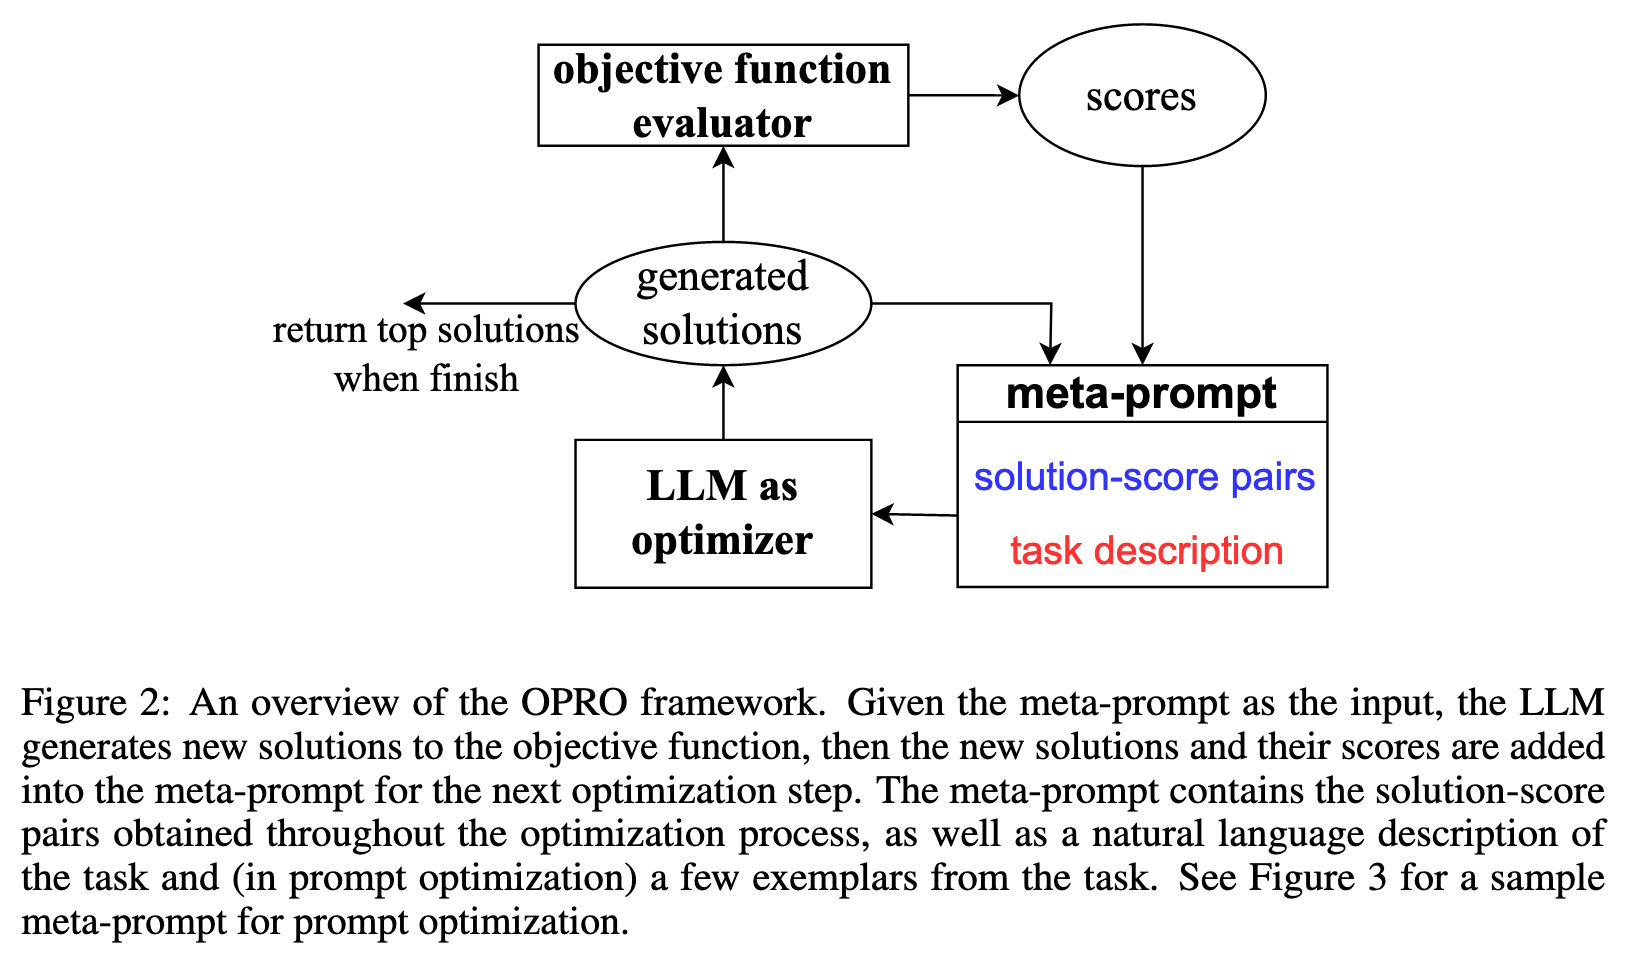 objective function
evaluator
scores
generated
solutions
return top solutions
when finish
meta-prompt
solution-score pairs
task description
LLM as
optimizer
Figure 2: An overview of the OPRO framework. Given the meta-prompt as the input, the LLM
generates new solutions to the objective function, then the new solutions and their scores are added
into the meta-prompt for the next optimization step. The meta-prompt contains the solution-score
pairs obtained throughout the optimization process, as well as a natural language description of
the task and (in prompt optimization) a few exemplars from the task. See Figure 3 for a sample
meta-prompt for prompt optimization.